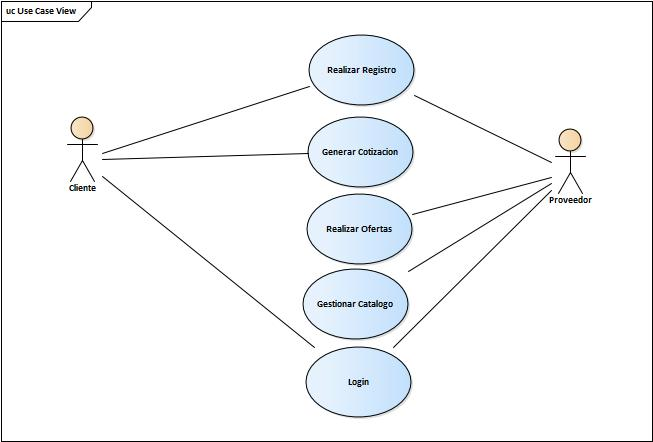 uc Use Case View
Realizar Registro
Generar Cotizacion
Cliente
Proveedor
Realizar Ofertas
Gestionar Catalogo
Login